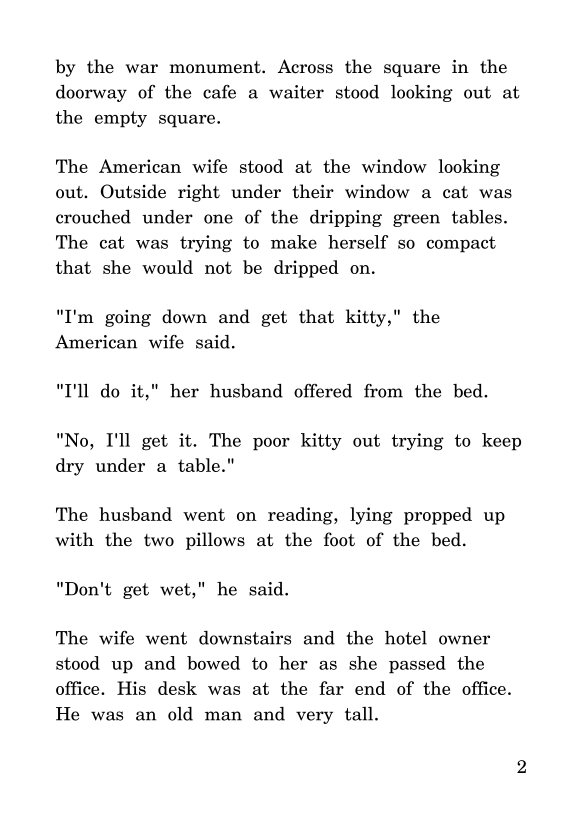 by the war monument. Across the square in the
doorway of the cafe a waiter stood looking out at
the empty square.
The American wife stood at the window looking
out. Outside right under their window a cat was
crouched under one of the dripping green tables.
The cat was trying to make herself so compact
that she would not be dripped on.
"I'm going down and get that kitty," the
American wife said.
"I'll do it," her husband offered from the bed.
"No, I'll get it. The poor kitty out trying to keep
dry under a table."
The husband went on reading, lying propped up
with the two pillows at the foot of the bed.
"Don't get wet," he said.
The wife went downstairs and the hotel owner
stood up and bowed to her as she passed the
office. His desk was at the far end of the office.
He was an old man and very tall.
2